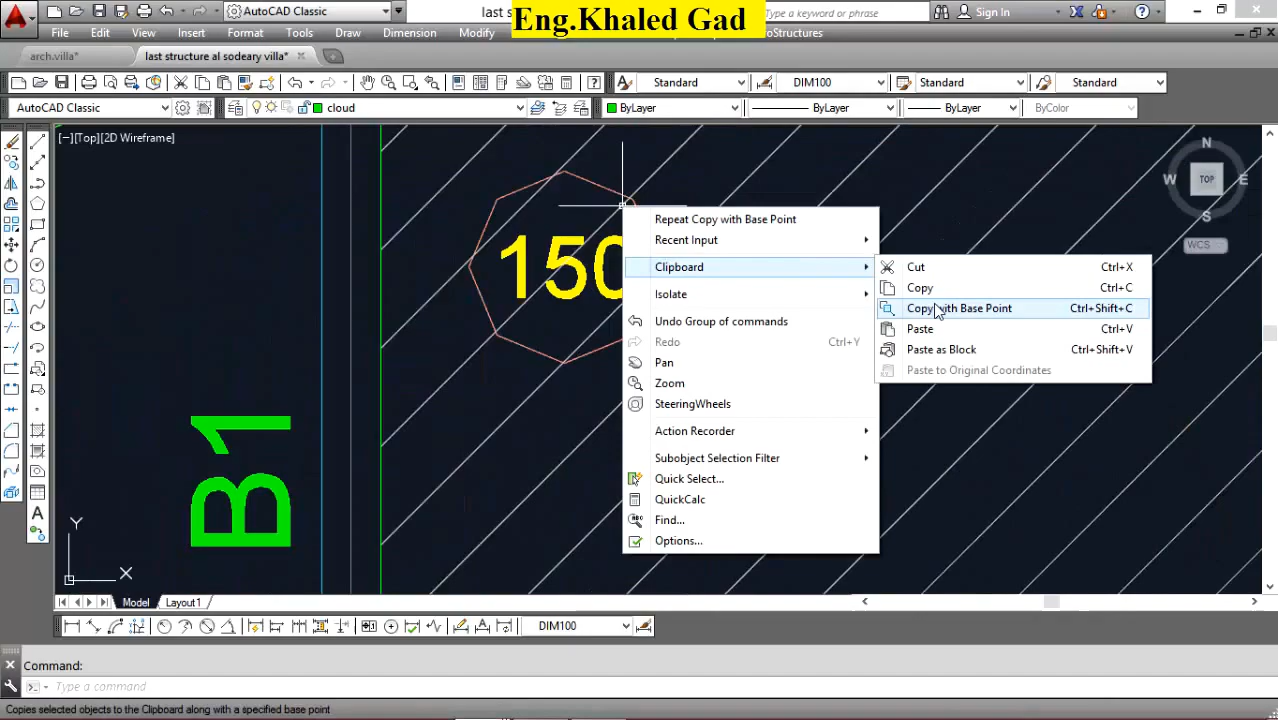 AutoCAD Classic
last s
Eng.Khaled Gad
Type a keyword or phrase
Sign In
File Edit View Insert Format Tools Draw Dimension Modify
Structures
arch.villa*
last structure al sodeary villa*
Standard DIM100 Standard Standard
AutoCAD Classic cloud ByLayer ByLayer ByLayer ByColor
[−][Top][2D Wireframe]
N
W TOP E
S
WCS
150
B1
Y
X
Repeat Copy with Base Point
Recent Input
Clipboard
Isolate
Undo Group of commands
Redo Ctrl+Y
Pan
Zoom
SteeringWheels
Action Recorder
Subobject Selection Filter
Quick Select...
QuickCalc
Find...
Options...
Cut Ctrl+X
Copy Ctrl+C
Copy with Base Point Ctrl+Shift+C
Paste Ctrl+V
Paste as Block Ctrl+Shift+V
Paste to Original Coordinates
Model Layout1
DIM100
Command:
Type a command
Copies selected objects to the Clipboard along with a specified base point